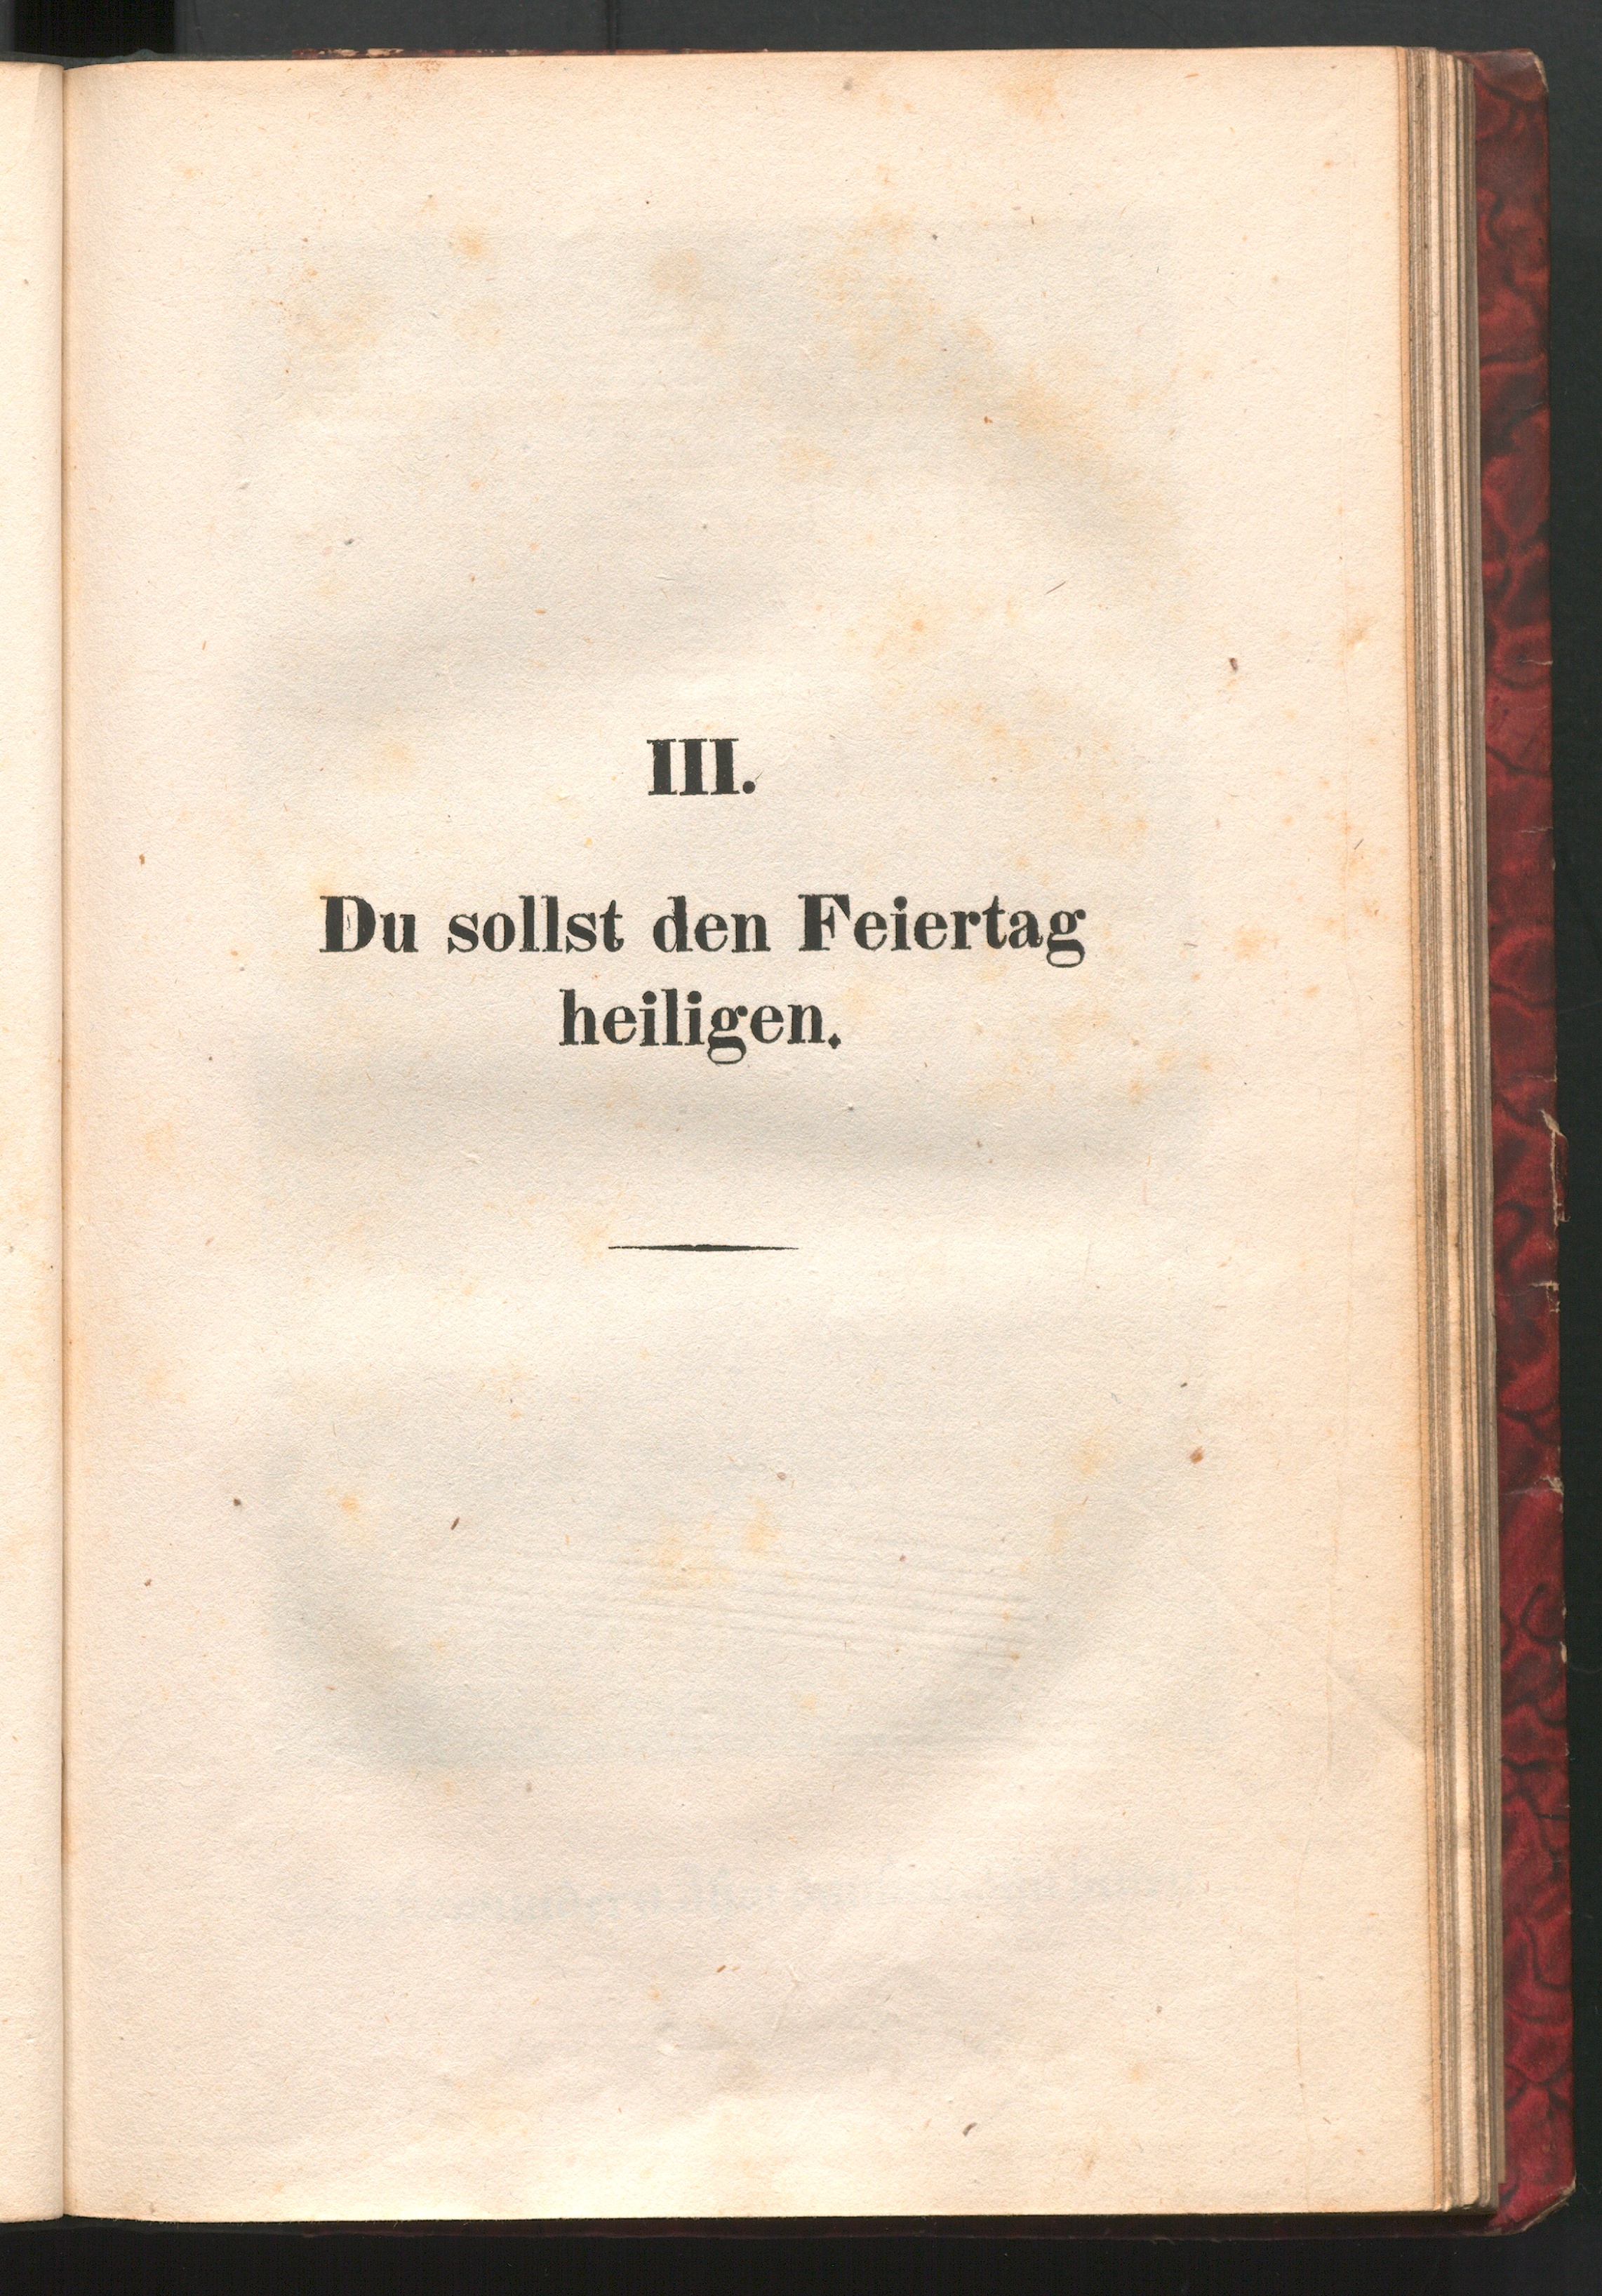 III.
Du sollst den Feiertag
heiligen.